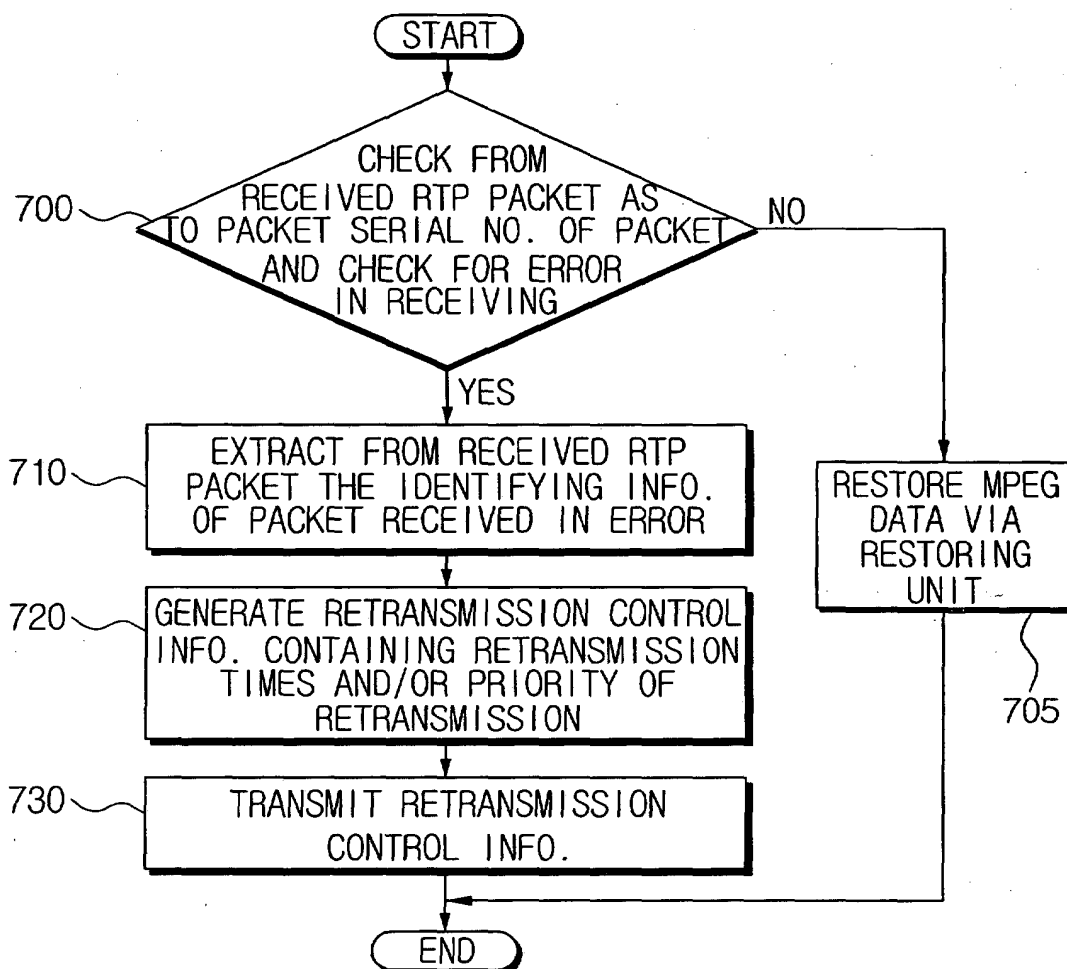 START
CHECK FROM
RECEIVED RTP PACKET AS
TO PACKET SERIAL NO. OF PACKET
AND CHECK FOR ERROR
IN RECEIVING
700
NO
YES
710
EXTRACT FROM RECEIVED RTP
PACKET THE IDENTIFYING INFO.
OF PACKET RECEIVED IN ERROR
RESTORE MPEG
DATA VIA
RESTORING
UNIT
705
720
GENERATE RETRANSMISSION CONTROL
INFO. CONTAINING RETRANSMISSION
TIMES AND/OR PRIORITY OF
RETRANSMISSION
730
TRANSMIT RETRANSMISSION
CONTROL INFO.
END